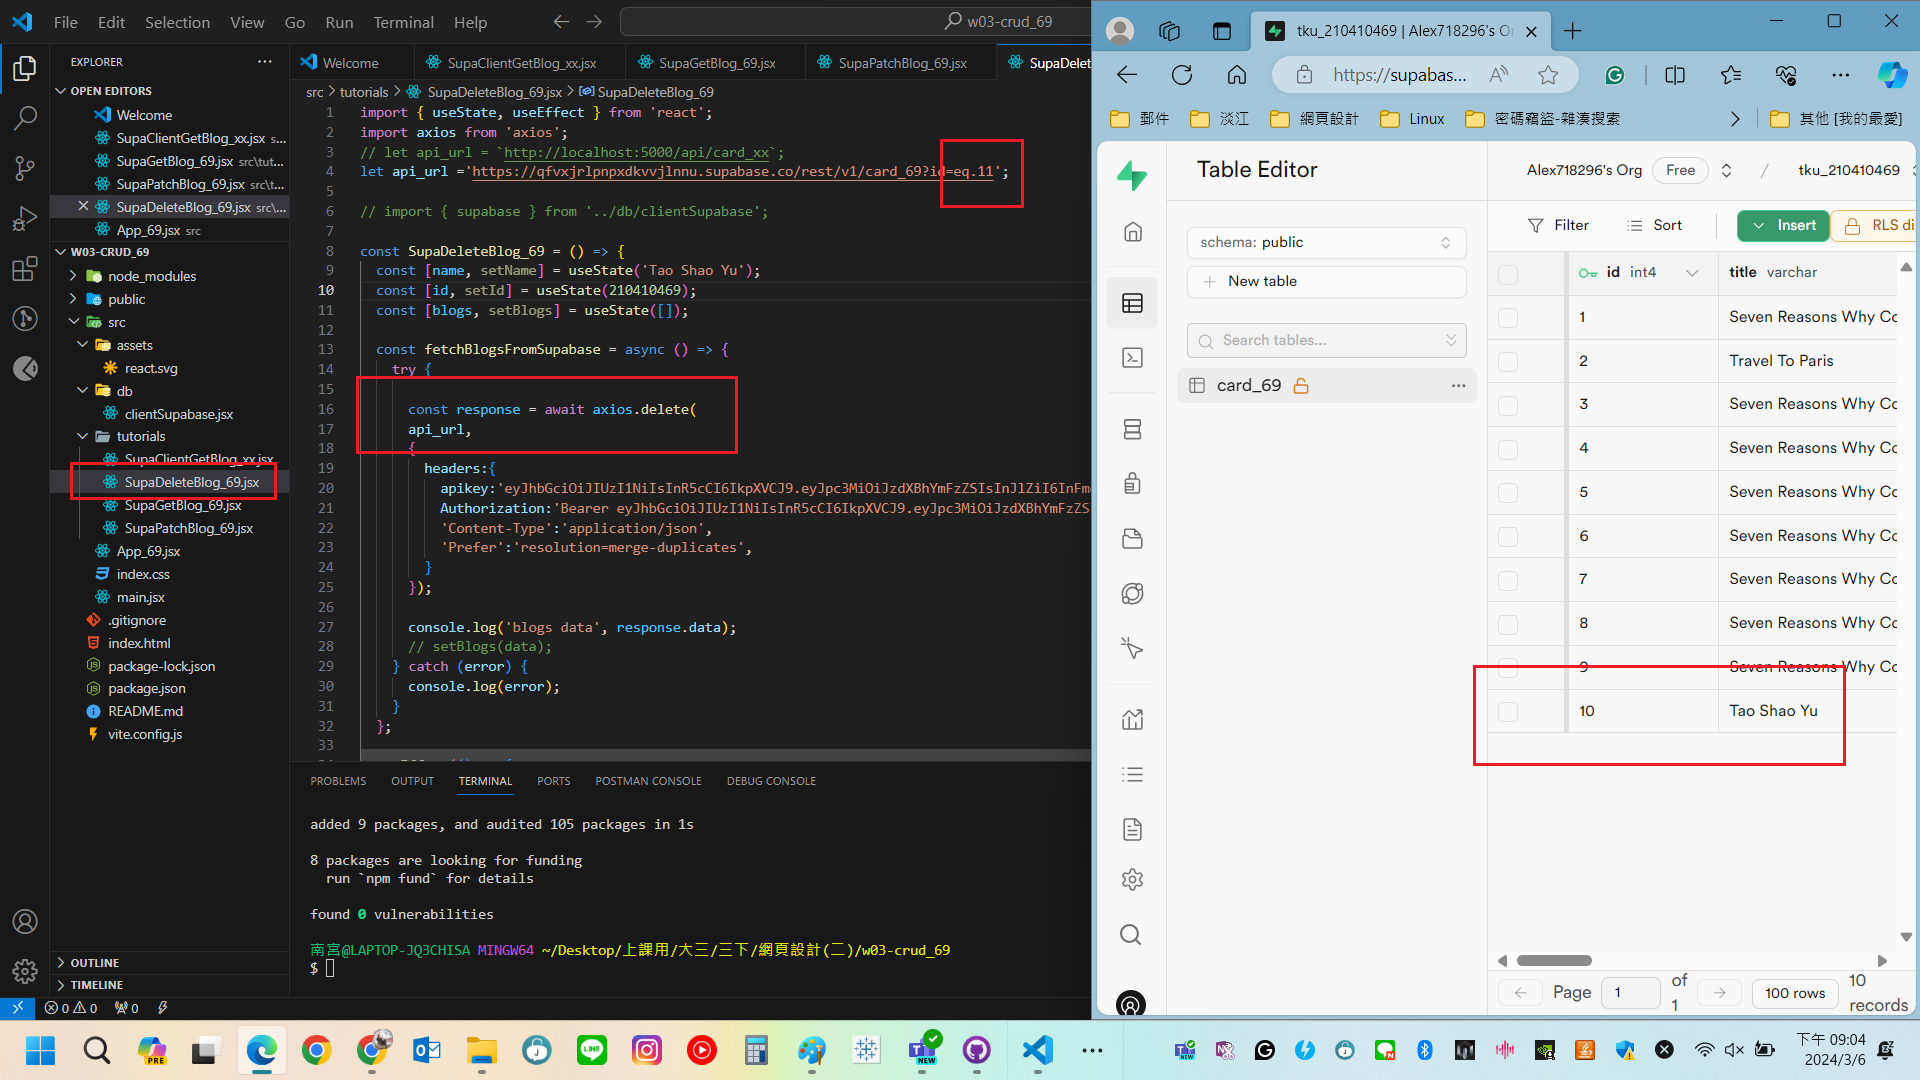 File Edit Selection View Go Run Terminal Help
w03-crud_69
EXPLORER
OPEN EDITORS
Welcome
SupaClientGetBlog_xx.jsx s...
SupaGetBlog_69.jsx src\tut...
SupaPatchBlog_69.jsx src\t...
SupaDeleteBlog_69.jsx src\...
App_69.jsx src
W03-CRUD_69
node_modules
public
src
assets
react.svg
db
clientSupabase.jsx
tutorials
SupaClientGetBlog_xx.jsx
SupaDeleteBlog_69.jsx
SupaGetBlog_69.jsx
SupaPatchBlog_69.jsx
App_69.jsx
index.css
main.jsx
.gitignore
index.html
package-lock.json
package.json
README.md
vite.config.js
OUTLINE
TIMELINE
0 0 0
Welcome SupaClientGetBlog_xx.jsx SupaGetBlog_69.jsx SupaPatchBlog_69.jsx SupaDelet
src > tutorials > SupaDeleteBlog_69.jsx > SupaDeleteBlog_69
1 import { useState, useEffect } from 'react';
2 import axios from 'axios';
3 // let api_url = `http://localhost:5000/api/card_xx`;
4 let api_url ='https://qfvxjrlpnpxdkvvjlnnu.supabase.co/rest/v1/card_69?id=eq.11';
5
6 // import { supabase } from '../db/clientSupabase';
7
8 const SupaDeleteBlog_69 = () => {
9 const [name, setName] = useState('Tao Shao Yu');
10 const [id, setId] = useState(210410469);
11 const [blogs, setBlogs] = useState([]);
12
13 const fetchBlogsFromSupabase = async () => {
14 try {
15
16 const response = await axios.delete(
17 api_url,
18 {
19 headers:{
20 apikey:'eyJhbGciOiJIUzI1NiIsInR5cCI6IkpXVCJ9.eyJpc3MiOiJzdXBhYmFzZSIsInJlZiI6InFm
21 Authorization:'Bearer eyJhbGciOiJIUzI1NiIsInR5cCI6IkpXVCJ9.eyJpc3MiOiJzdXBhYmFzZS
22 'Content-Type':'application/json',
23 'Prefer':'resolution=merge-duplicates',
24 }
25 });
26
27 console.log('blogs data', response.data);
28 // setBlogs(data);
29 } catch (error) {
30 console.log(error);
31 }
32 };
33
PROBLEMS OUTPUT TERMINAL PORTS POSTMAN CONSOLE DEBUG CONSOLE
added 9 packages, and audited 105 packages in 1s
8 packages are looking for funding
run `npm fund` for details
found 0 vulnerabilities
南宮@LAPTOP-JQ3CHISA MINGW64 ~/Desktop/上課用/大三/三下/網頁設計(二)/w03-crud_69
$
tku_210410469 | Alex718296's O
https://supabas...
郵件 淡江 網頁設計 Linux 密碼竊盜-雜湊搜索 其他 [我的最愛]
Table Editor
Alex718296's Org Free / tku_210410469
schema: public
New table
Search tables...
card_69
Filter Sort Insert RLS di
id int4 title varchar
1 Seven Reasons Why Co
2 Travel To Paris
3 Seven Reasons Why Co
4 Seven Reasons Why Co
5 Seven Reasons Why Co
6 Seven Reasons Why Co
7 Seven Reasons Why Co
8 Seven Reasons Why Co
9 Seven Reasons Why Co
10 Tao Shao Yu
Page 1 of 1 100 rows 10 records
下午 09:04
2024/3/6